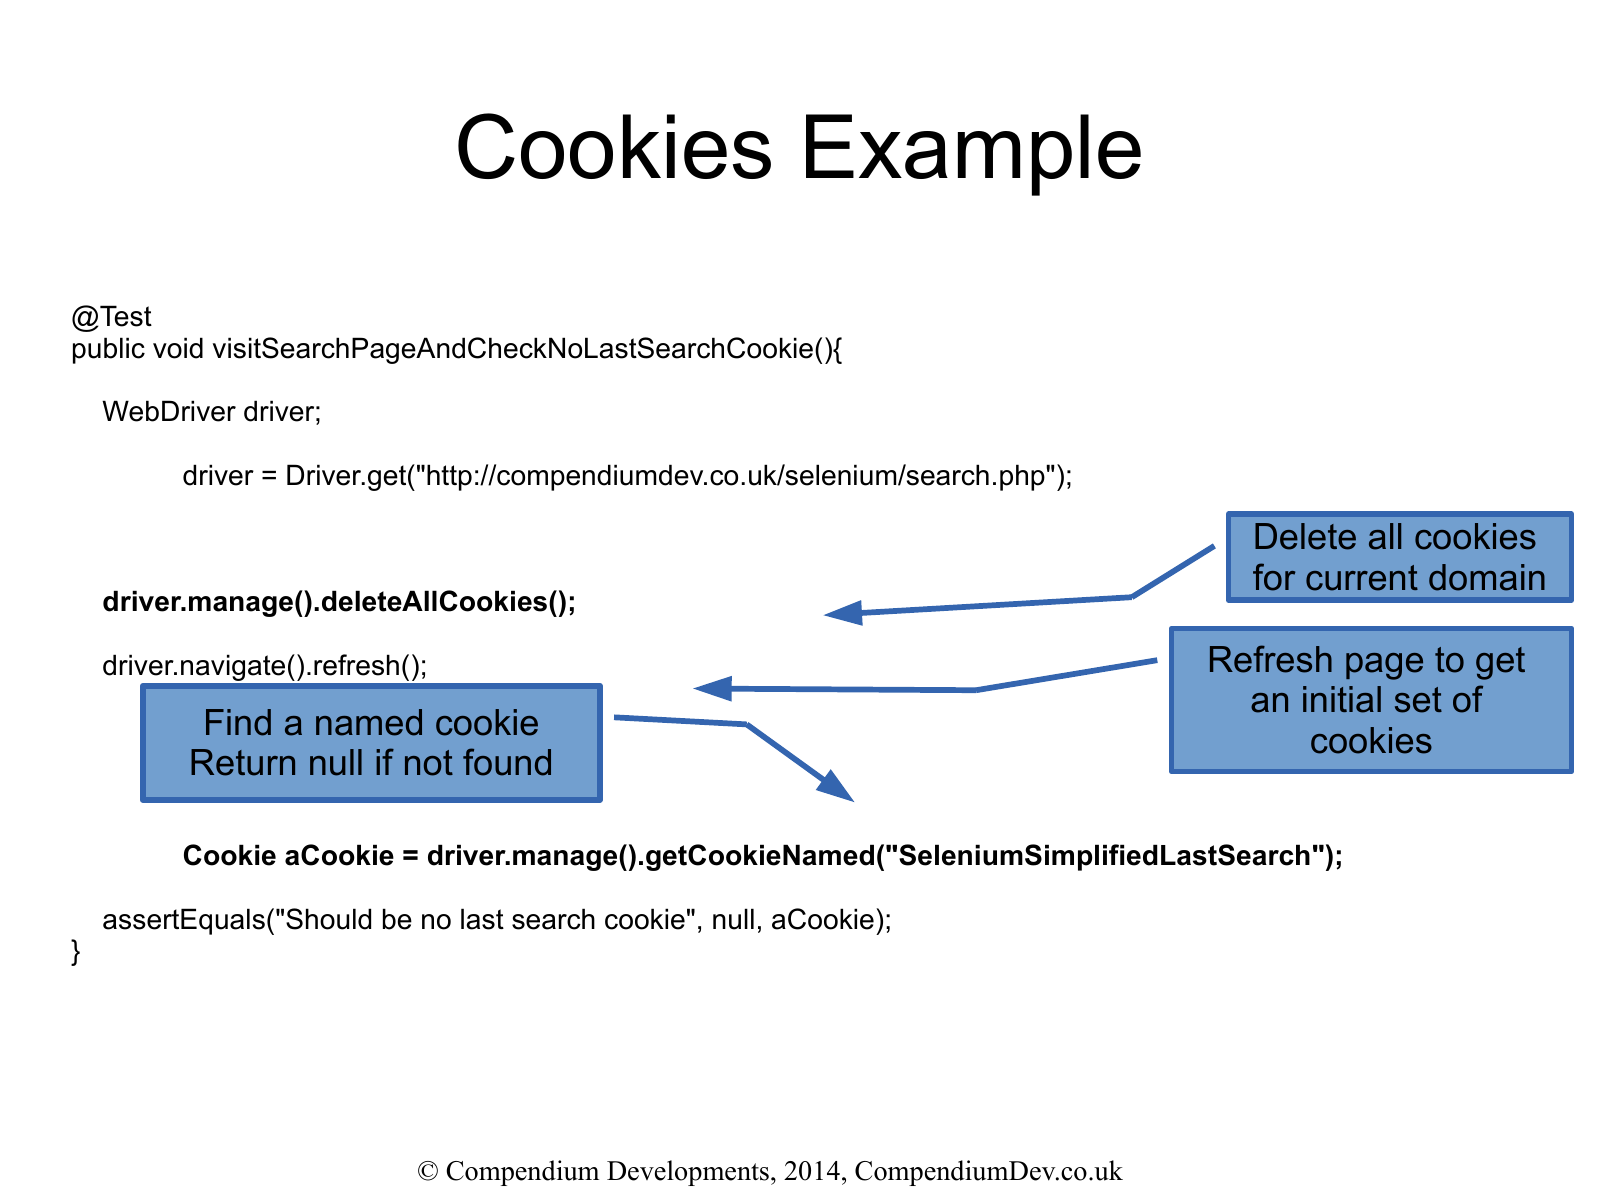 Cookies Example
@Test
public void visitSearchPageAndCheckNoLastSearchCookie(){
WebDriver driver;
driver = Driver.get("http://compendiumdev.co.uk/selenium/search.php");
Delete all cookies
for current domain
driver.manage().deleteAllCookies();
driver.navigate().refresh();
Refresh page to get
an initial set of
cookies
Find a named cookie
Return null if not found
Cookie aCookie = driver.manage().getCookieNamed("SeleniumSimplifiedLastSearch");
assertEquals("Should be no last search cookie", null, aCookie);
}
© Compendium Developments, 2014, CompendiumDev.co.uk